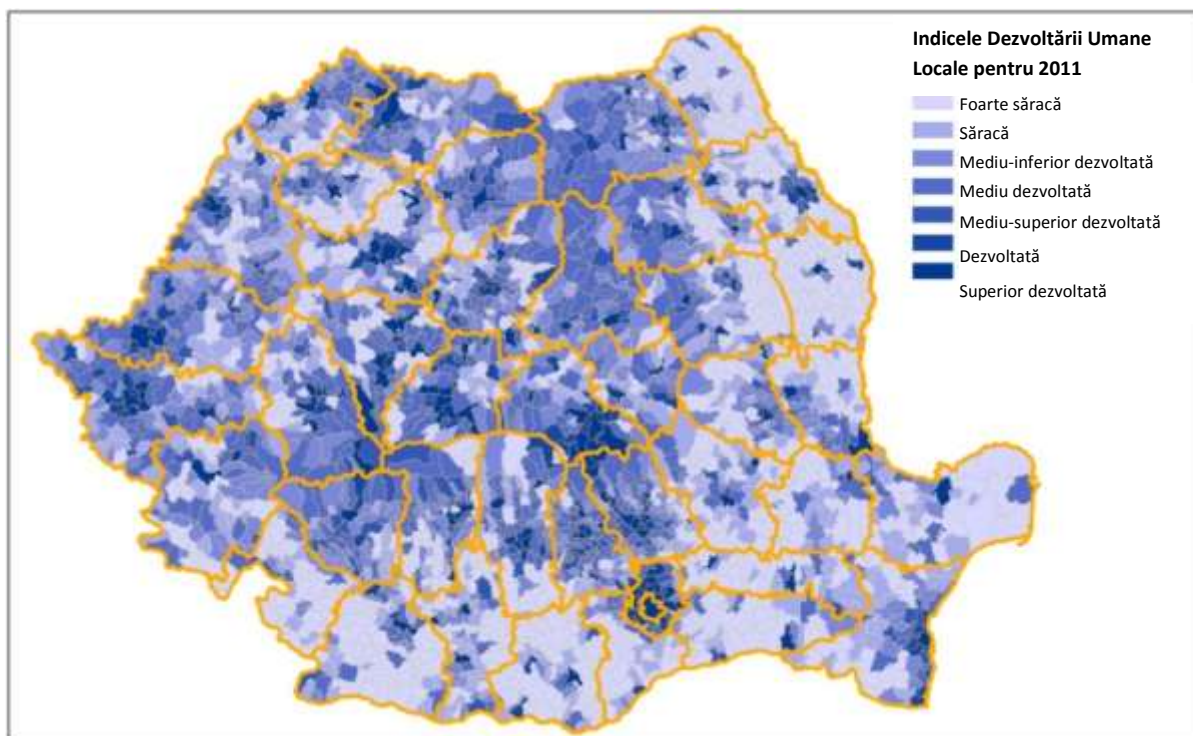 Indicele Dezvoltării Umane
Locale pentru 2011
Foarte săracă
Săracă
Mediu-inferior dezvoltată
Mediu dezvoltată
Mediu-superior dezvoltată
Dezvoltată
Superior dezvoltată